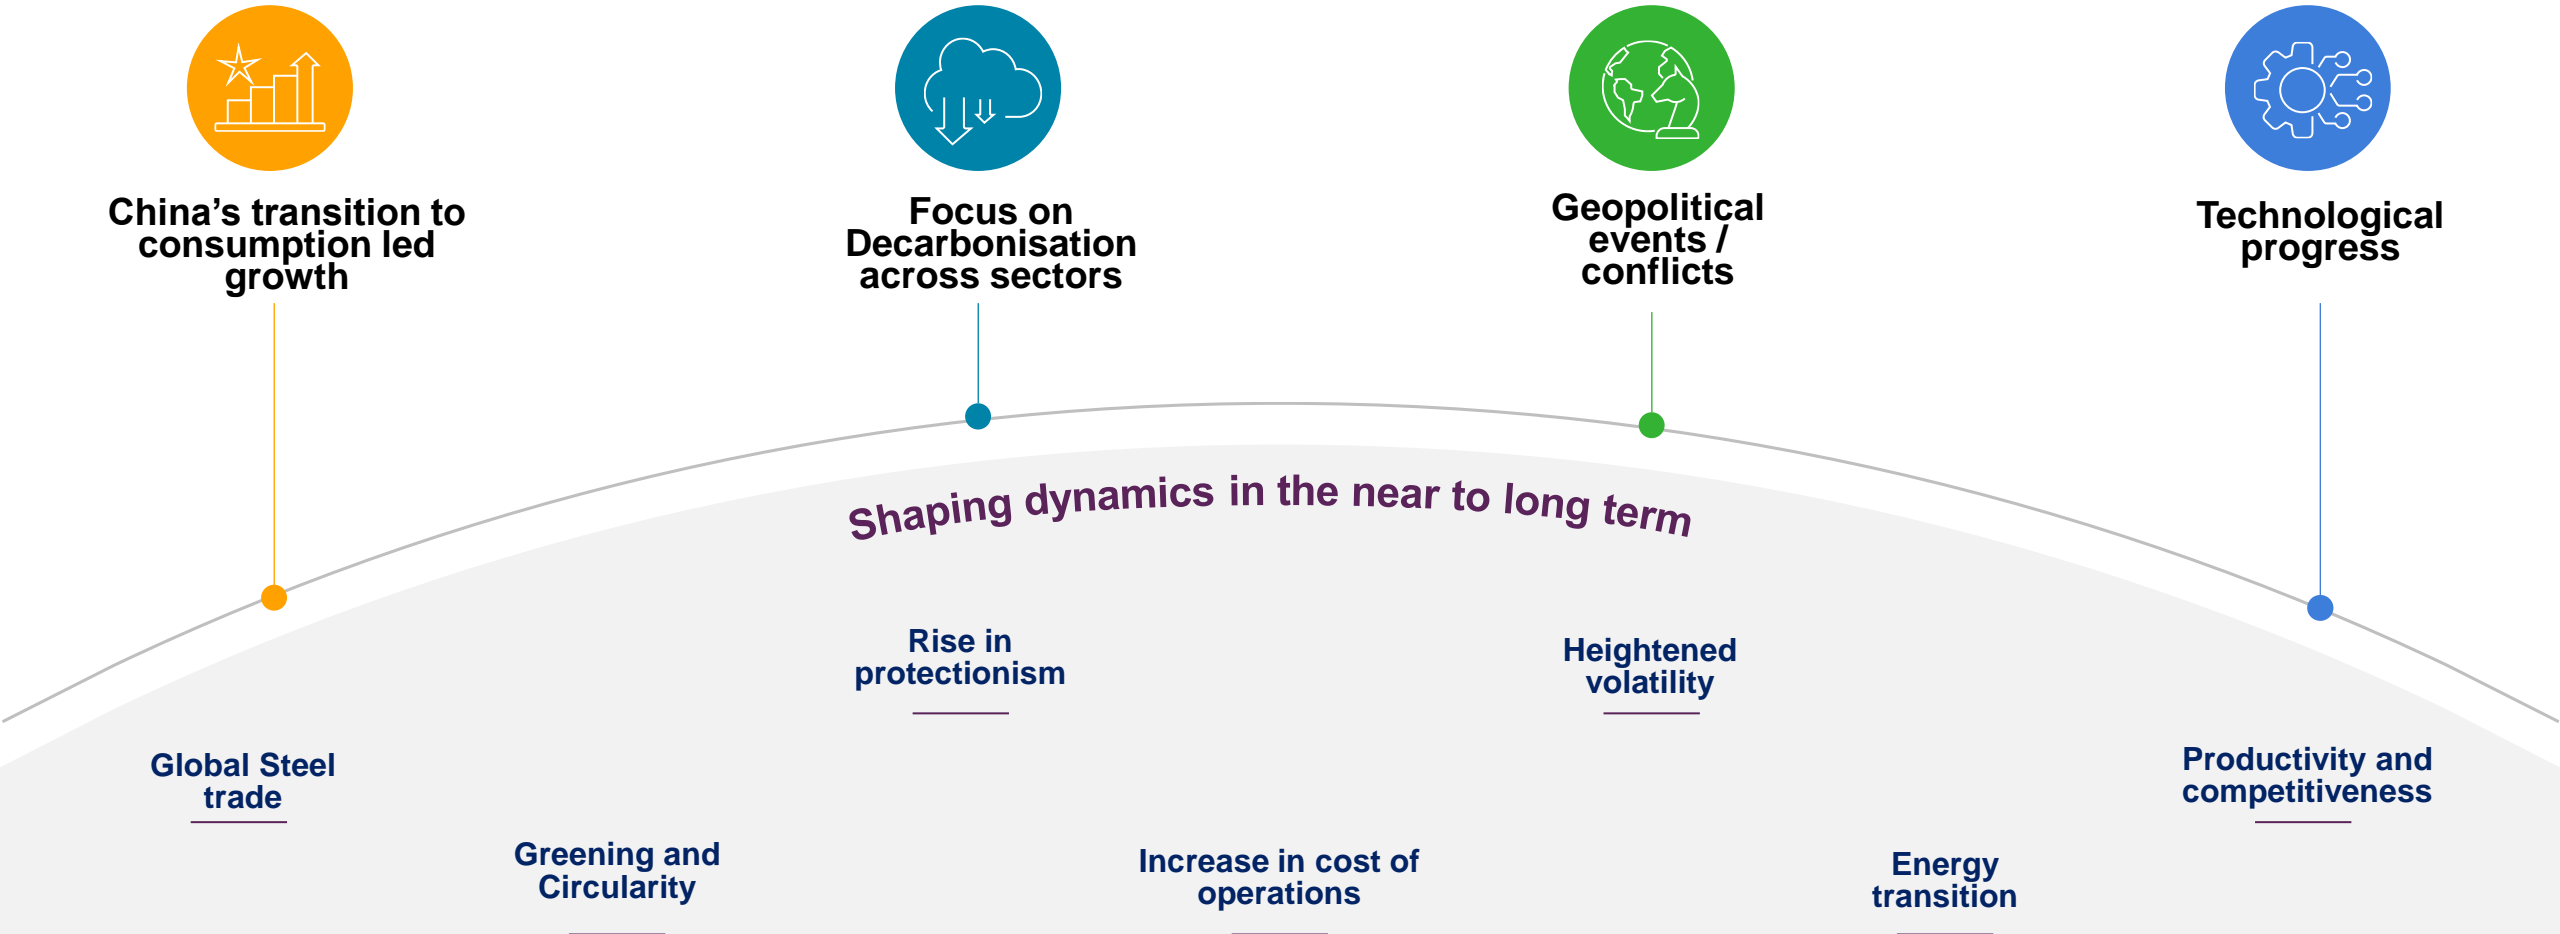 China’s transition to
consumption led
growth
Focus on
Decarbonisation
across sectors
Geopolitical
events /
conflicts
Technological
progress
Shaping dynamics in the near to long term
Rise in
protectionism
Heightened
volatility
Global Steel
trade
Productivity and
competitiveness
Greening and
Circularity
Increase in cost of
operations
Energy
transition